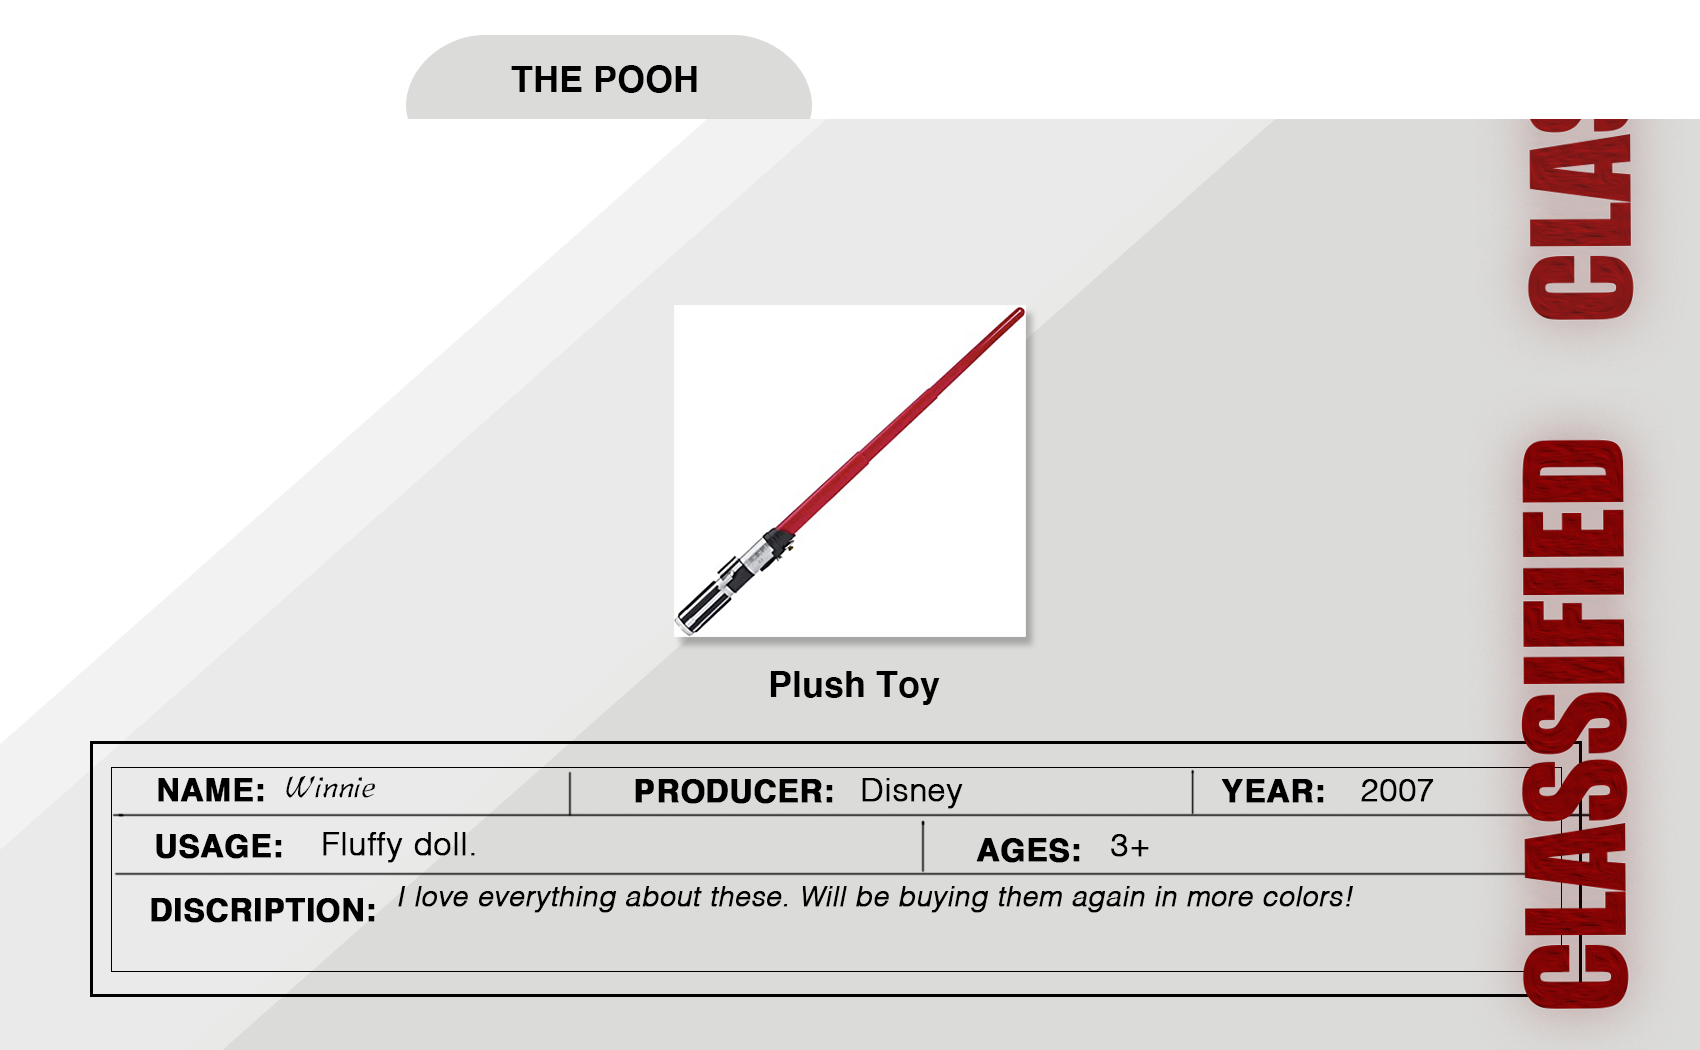 THE POOH
Plush Toy
NAME: Winnie PRODUCER: Disney YEAR: 2007
USAGE: Fluffy doll. AGES: 3+
DISCRIPTION: I love everything about these. Will be buying them again in more colors!
CLASSIFIED
CLAS